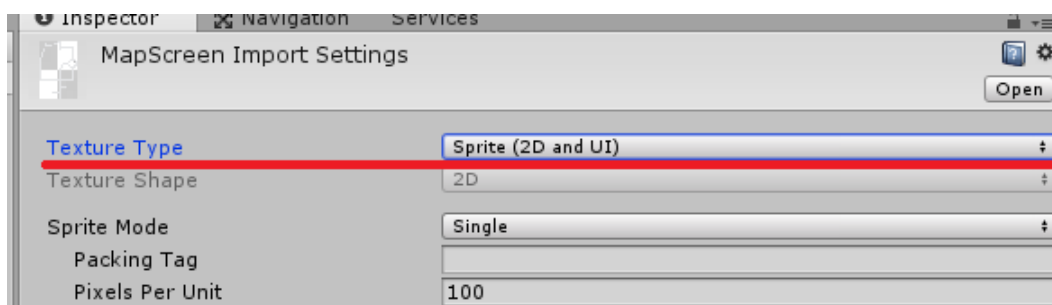 Inspector Navigation Services
MapScreen Import Settings
Open
Texture Type Sprite (2D and UI)
Texture Shape 2D
Sprite Mode Single
Packing Tag
Pixels Per Unit 100